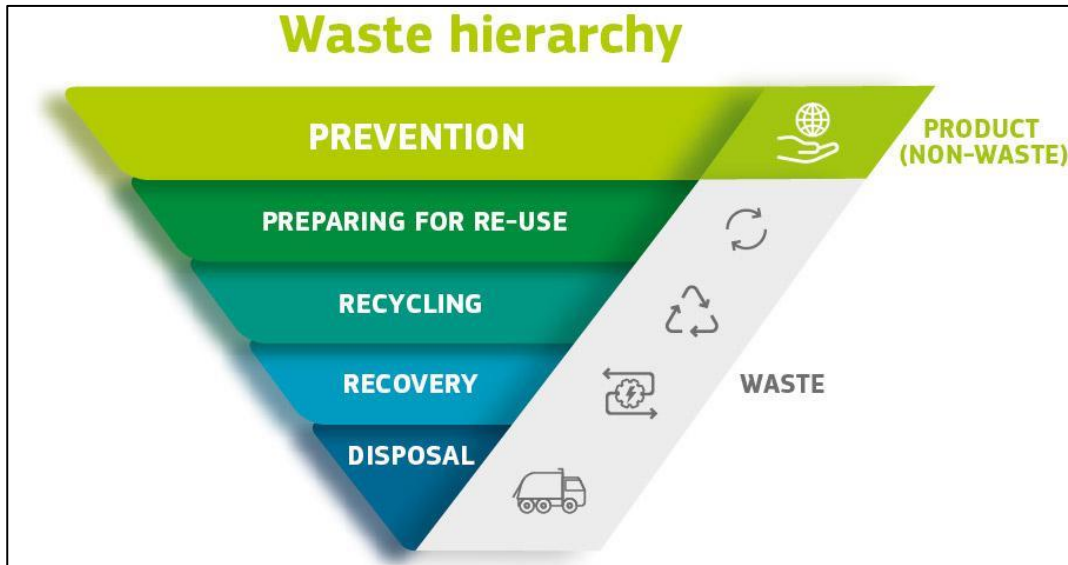 Waste hierarchy
PREVENTION
PRODUCT
(NON-WASTE)
PREPARING FOR RE-USE
RECYCLING
RECOVERY
WASTE
DISPOSAL